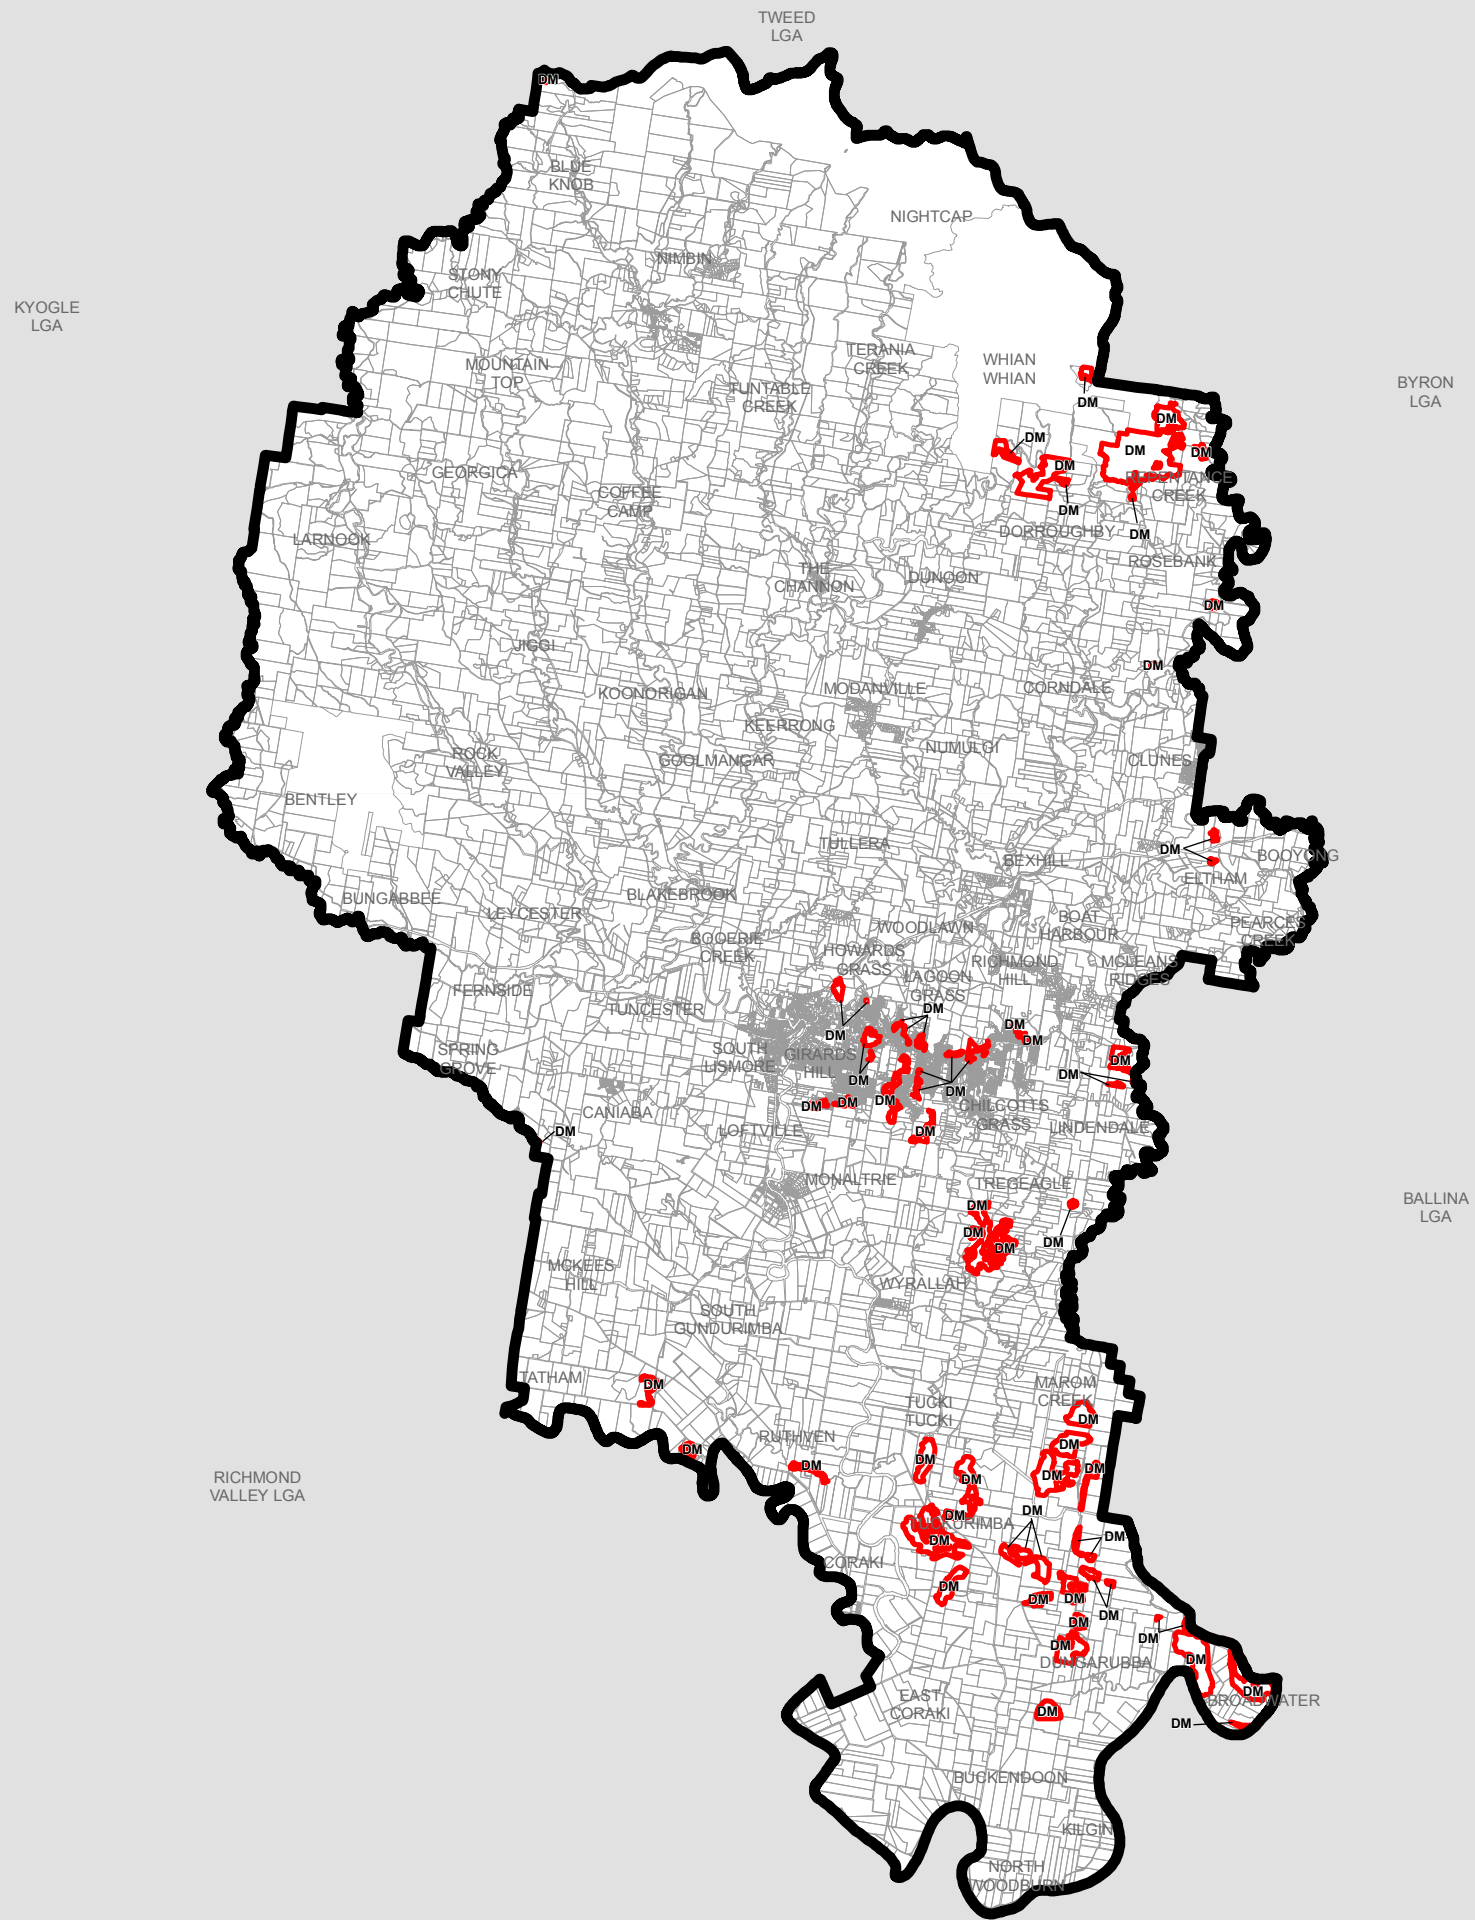 TWEED
LGA
DM
BLUE
KNOB
NIGHTCAP
NIMBIN
STONY
CHUTE
KYOGLE
LGA
TERANIA
CREEK
WHIAN
WHIAN
MOUNTAIN
TOP
TUNTABLE
CREEK
BYRON
LGA
DM
DM
DM
DM
DM
DM
GEORGICA
REPENTANCE
CREEK
COFFEE
CAMP
DM
DORROUGHBY
DM
LARNOOK
ROSEBANK
THE
CHANNON
DUNOON
DM
JIGGI
DM
KOONORIGAN
MODANVILLE
CORNDALE
KEERRONG
NUMULGI
ROCK
VALLEY
GOOLMANGAR
CLUNES
BENTLEY
TULLERA
DM
BEXHILL
BOOYONG
ELTHAM
BUNGABBEE
BLAKEBROOK
LEYCESTER
BOAT
HARBOUR
WOODLAWN
PEARCES
CREEK
BOOERIE
CREEK
HOWARDS
GRASS
RICHMOND
HILL
MCLEANS
RIDGES
LAGOON
GRASS
FERNSIDE
TUNCESTER
DM
DM
DM
DM
SOUTH
LISMORE
GIRARDS
HILL
SPRING
GROVE
DM
DM
DM
DM
DM
DM
DM
CANIABA
CHILCOTTS
GRASS
LINDENDALE
DM
LOFTVILLE
DM
MONALTRIE
TREGEAGLE
BALLINA
LGA
DM
DM
DM
DM
MCKEES
HILL
WYRALLAH
SOUTH
GUNDURIMBA
TATHAM
DM
MAROM
CREEK
TUCKI
TUCKI
DM
RUTHVEN
DM
DM
DM
DM
DM
DM
DM
DM
RICHMOND
VALLEY LGA
DM
DM
TUCKURIMBA
DM
DM
CORAKI
DM
DM
DM
DM
DM
DM
DM
DUNGARUBBA
DM
DM
EAST
CORAKI
BROADWATER
DM
DM
BUCKENDOON
KILGIN
NORTH
WOODBURN